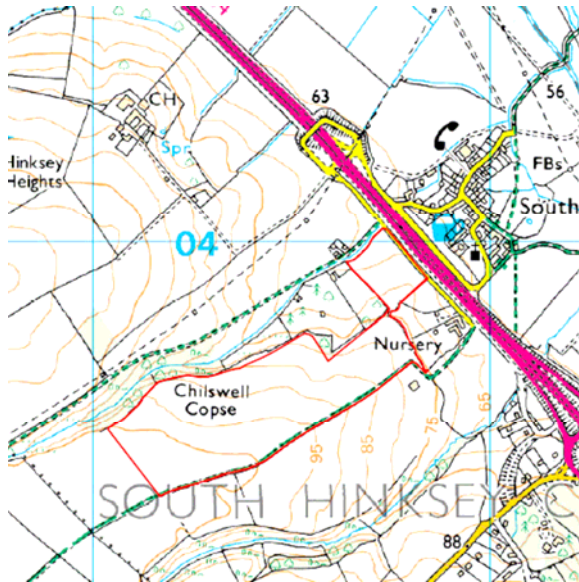 63
56
CH
Spr
FBs
Hinksey
Heights
South
04
Nursery
Chilswell
Copse
95
85
75
65
SOUTH HINKSEY C
88